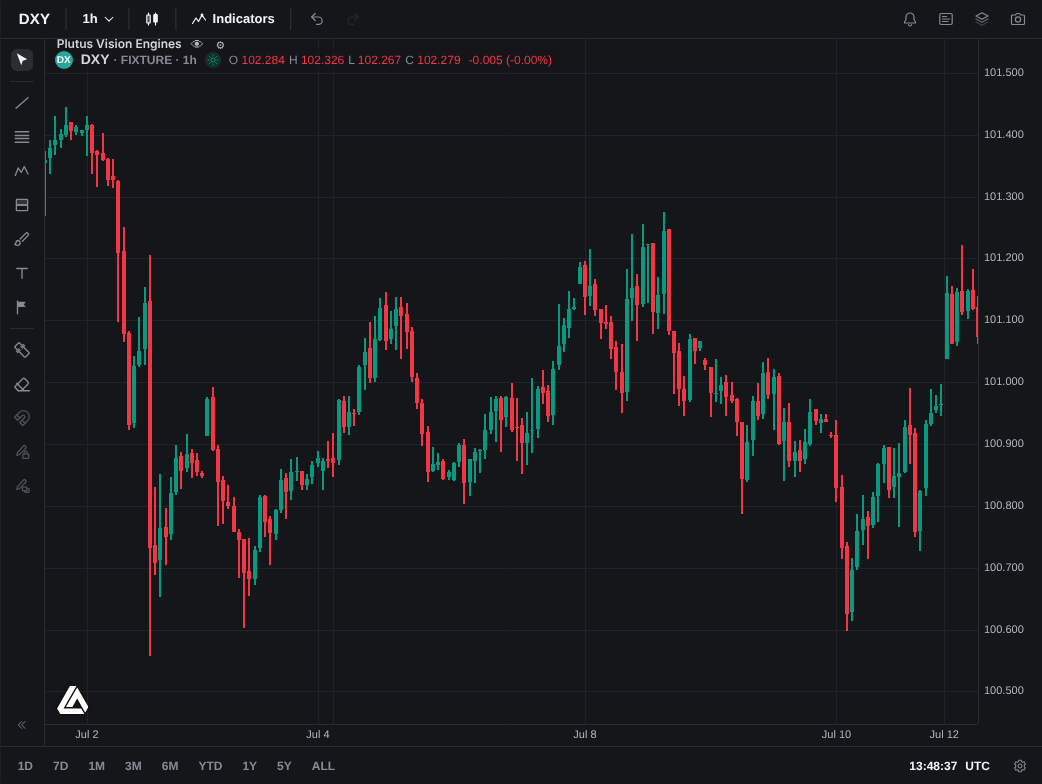 DXY 1h Indicators
Plutus Vision Engines
DX DXY · FIXTURE · 1h O 102.284 H 102.326 L 102.267 C 102.279 -0.005 (-0.00%)
101.500
101.400
101.300
101.200
101.100
101.000
100.900
100.800
100.700
100.600
100.500
Jul 2 Jul 4 Jul 8 Jul 10 Jul 12
1D 7D 1M 3M 6M YTD 1Y 5Y ALL 13:48:37 UTC